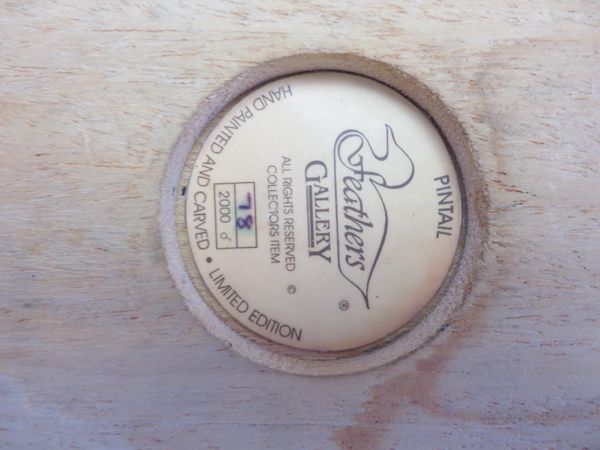 PINTAIL
Feathers
GALLERY ®
ALL RIGHTS RESERVED ©
COLLECTORS ITEM
78
2000 ♂
HAND PAINTED AND CARVED • LIMITED EDITION